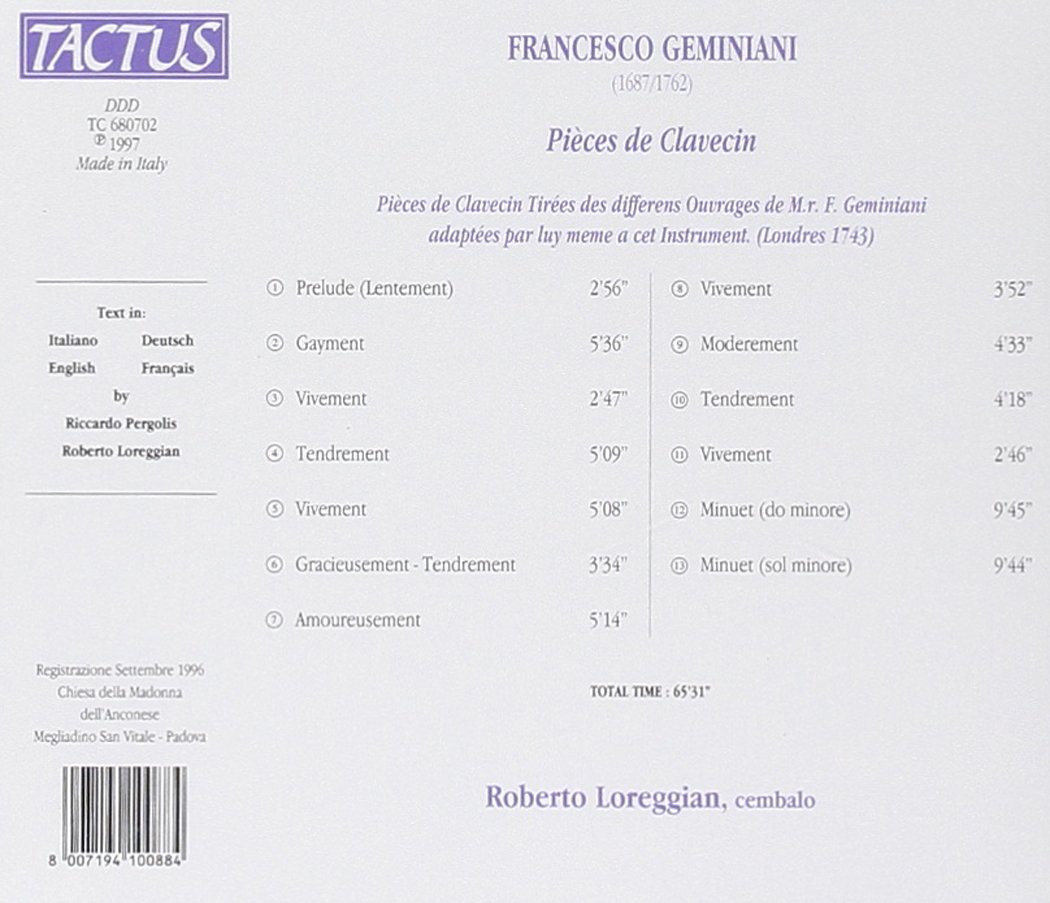 TACTUS
DDD
TC 680702
℗ 1997
Made in Italy
FRANCESCO GEMINIANI
(1687/1762)
Pièces de Clavecin
Pièces de Clavecin Tirées des differens Ouvrages de M.r. F. Geminiani
adaptées par luy meme a cet Instrument. (Londres 1743)
Text in:
Italiano Deutsch
English Français
by
Riccardo Pergolis
Roberto Loreggian
① Prelude (Lentement) 2'56"
② Gayment 5'36"
③ Vivement 2'47"
④ Tendrement 5'09"
⑤ Vivement 5'08"
⑥ Gracieusement - Tendrement 3'34"
⑦ Amoureusement 5'14"
⑧ Vivement 3'52"
⑨ Moderement 4'33"
⑩ Tendrement 4'18"
⑪ Vivement 2'46"
⑫ Minuet (do minore) 9'45"
⑬ Minuet (sol minore) 9'44"
TOTAL TIME : 65'31"
Registrazione Settembre 1996
Chiesa della Madonna
dell'Anconese
Megliadino San Vitale - Padova
8 007194 100884
Roberto Loreggian, cembalo